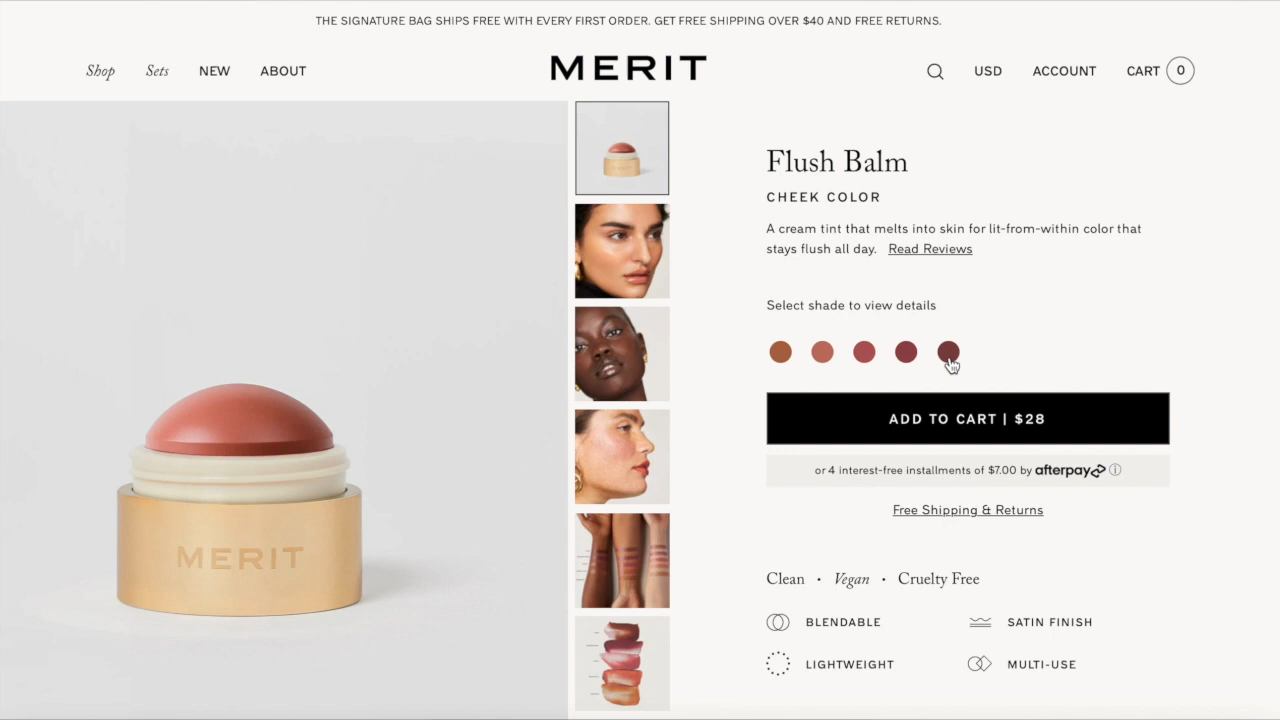 THE SIGNATURE BAG SHIPS FREE WITH EVERY FIRST ORDER. GET FREE SHIPPING OVER $40 AND FREE RETURNS.
Shop Sets NEW ABOUT MERIT USD ACCOUNT CART 0
Flush Balm
CHEEK COLOR
A cream tint that melts into skin for lit-from-within color that
stays flush all day. Read Reviews
Select shade to view details
ADD TO CART | $28
or 4 interest-free installments of $7.00 by afterpay
Free Shipping & Returns
MERIT
Clean • Vegan • Cruelty Free
BLENDABLE SATIN FINISH
LIGHTWEIGHT MULTI-USE